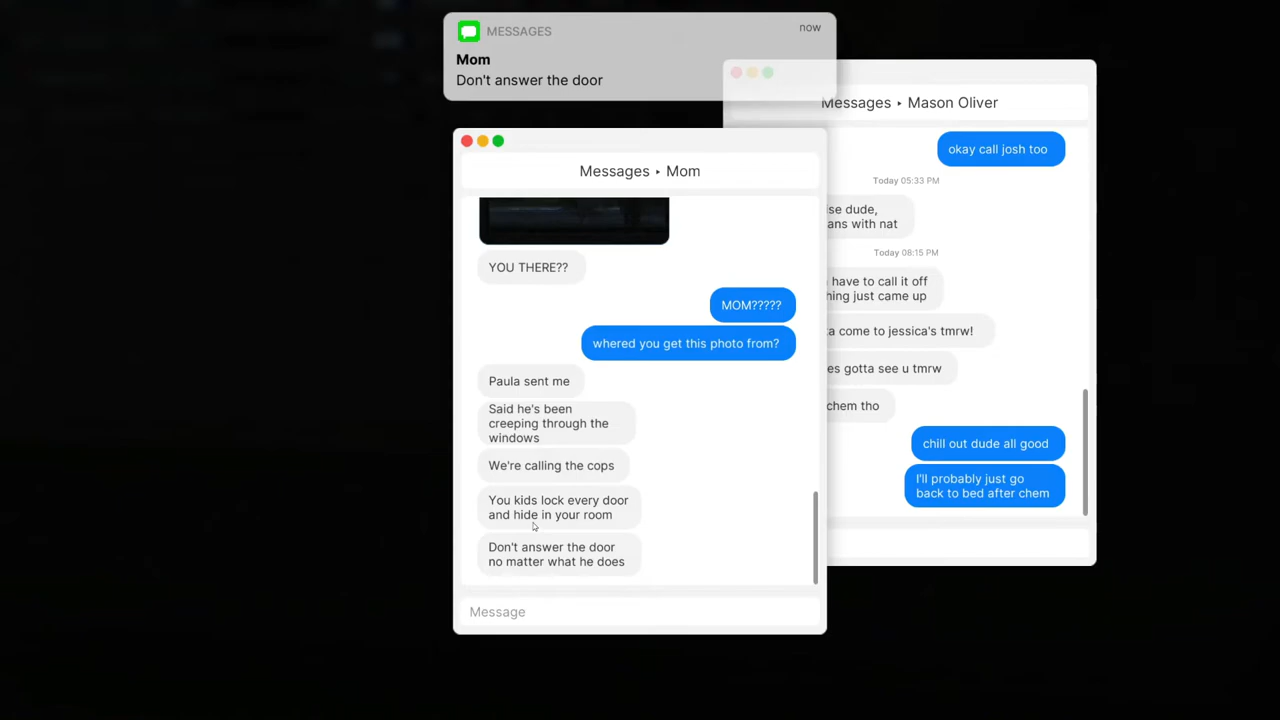 MESSAGES
now
Mom
Don't answer the door
Messages ‣ Mason Oliver
okay call josh too
Today 05:33 PM
dude,
with nat
Today 08:15 PM
have to call it off
just came up
come to jessica's tmrw!
gotta see u tmrw
chem tho
chill out dude all good
I'll probably just go
back to bed after chem
Messages ‣ Mom
YOU THERE??
MOM?????
whered you get this photo from?
Paula sent me
Said he's been
creeping through the
windows
We're calling the cops
You kids lock every door
and hide in your room
Don't answer the door
no matter what he does
Message